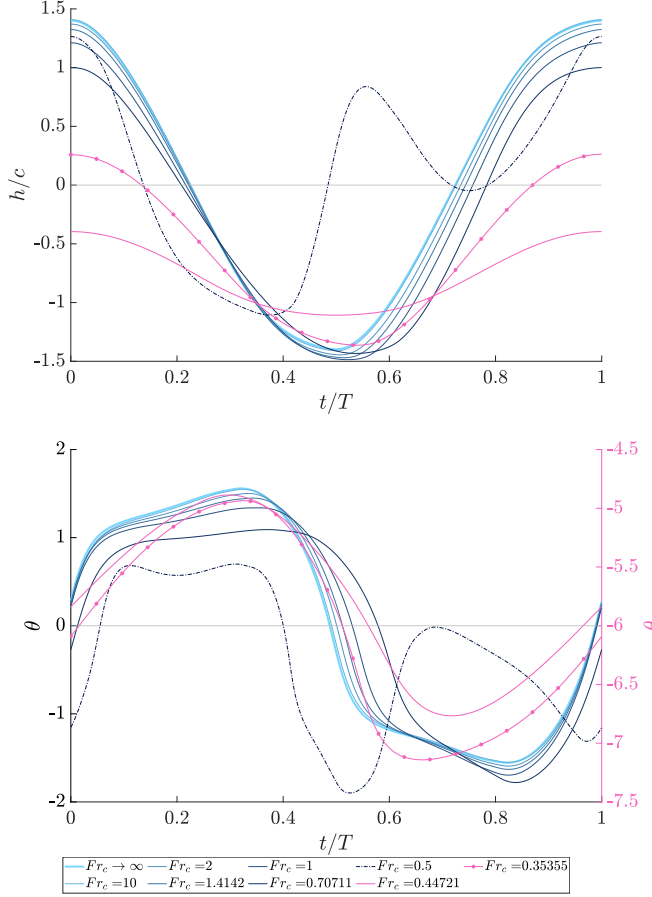 1.5
1
0.5
0
-0.5
-1
-1.5
h/c
0 0.2 0.4 0.6 0.8 1
t/T
2
1
0
-1
-2
θ
-4.5
-5
-5.5
-6
-6.5
-7
-7.5
θ
0 0.2 0.4 0.6 0.8 1
t/T
Fr_c → ∞ Fr_c =2 Fr_c =1 Fr_c =0.5 Fr_c =0.35355
Fr_c =10 Fr_c =1.4142 Fr_c =0.70711 Fr_c =0.44721